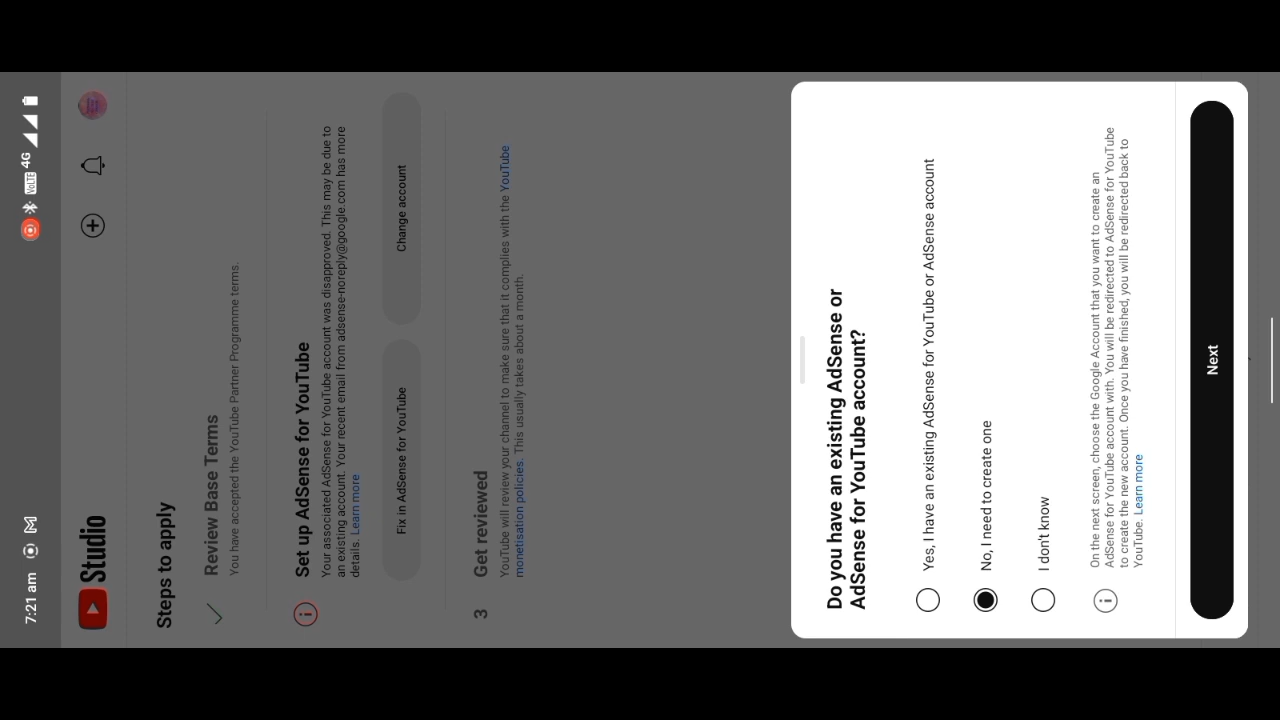 7:21 am
4G
VoLTE
Studio
Steps to apply
Review Base Terms
You have accepted the YouTube Partner Programme terms.
Set up AdSense for YouTube
Your associated AdSense for YouTube account was disapproved. This may be due to
an existing account. Your recent email from adsense-noreply@google.com has more
details. Learn more
Fix in AdSense for YouTube
Change account
3
Get reviewed
YouTube will review your channel to make sure that it complies with the YouTube
monetisation policies. This usually takes about a month.
Do you have an existing AdSense or
AdSense for YouTube account?
Yes, I have an existing AdSense for YouTube or AdSense account
No, I need to create one
I don't know
On the next screen, choose the Google Account that you want to create an
AdSense for YouTube account with. You will be redirected to AdSense for YouTube
to create the new account. Once you have finished, you will be redirected back to
YouTube. Learn more
Next